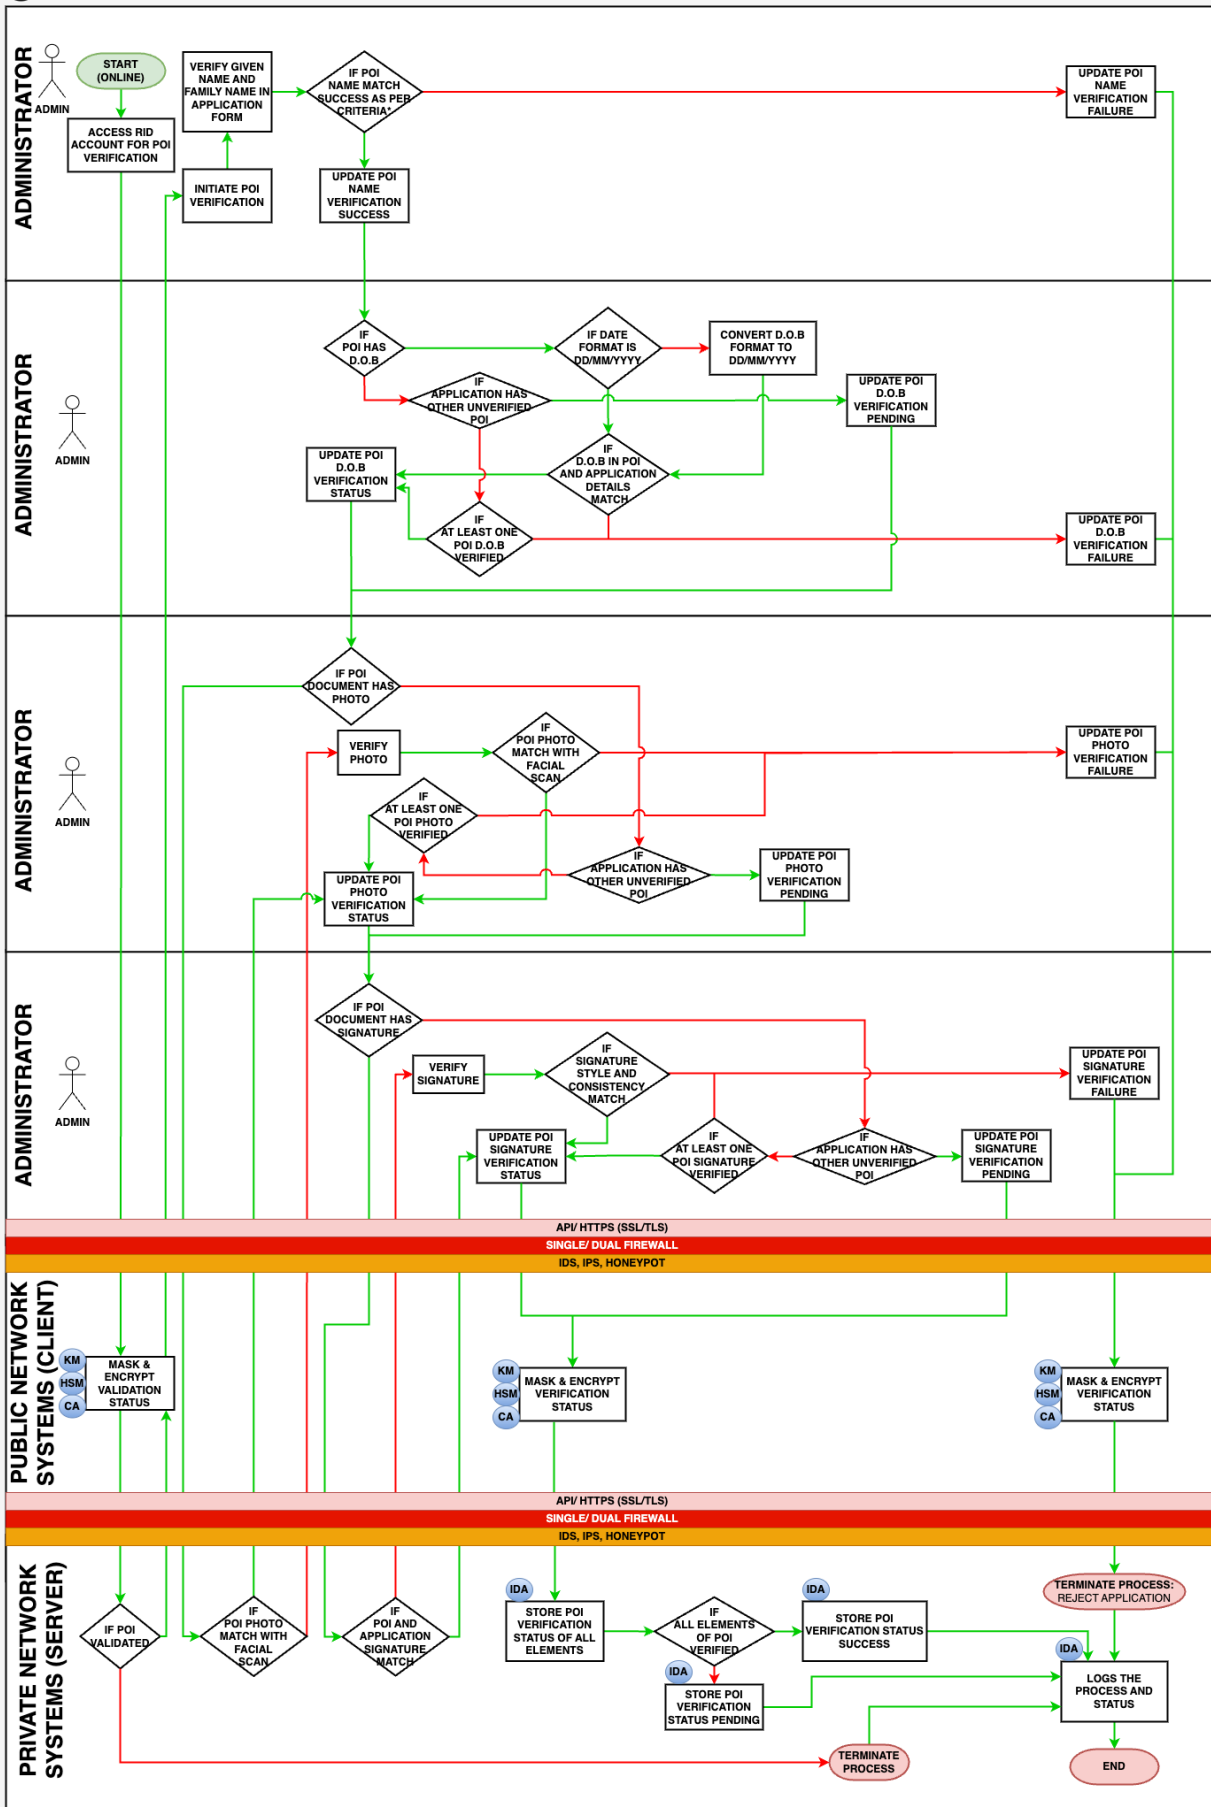 ADMINISTRATOR
ADMIN
START
(ONLINE)
ACCESS RID
ACCOUNT FOR POI
VERIFICATION
VERIFY GIVEN
NAME AND
FAMILY NAME IN
APPLICATION
FORM
INITIATE POI
VERIFICATION
IF POI
NAME MATCH
SUCCESS AS PER
CRITERIA*
UPDATE POI
NAME
VERIFICATION
SUCCESS
UPDATE POI
NAME
VERIFICATION
FAILURE
ADMINISTRATOR
ADMIN
IF
POI HAS
D.O.B
IF DATE
FORMAT IS
DD/MM/YYYY
CONVERT D.O.B
FORMAT TO
DD/MM/YYYY
IF
APPLICATION HAS
OTHER UNVERIFIED
POI
UPDATE POI
D.O.B
VERIFICATION
PENDING
UPDATE POI
D.O.B
VERIFICATION
STATUS
IF
D.O.B IN POI
AND APPLICATION
DETAILS
MATCH
IF
AT LEAST ONE
POI D.O.B
VERIFIED
UPDATE POI
D.O.B
VERIFICATION
FAILURE
ADMINISTRATOR
ADMIN
IF POI
DOCUMENT HAS
PHOTO
VERIFY
PHOTO
IF
POI PHOTO
MATCH WITH
FACIAL
SCAN
UPDATE POI
PHOTO
VERIFICATION
FAILURE
IF
AT LEAST ONE
POI PHOTO
VERIFIED
UPDATE POI
PHOTO
VERIFICATION
STATUS
IF
APPLICATION HAS
OTHER UNVERIFIED
POI
UPDATE POI
PHOTO
VERIFICATION
PENDING
ADMINISTRATOR
ADMIN
IF POI
DOCUMENT HAS
SIGNATURE
VERIFY
SIGNATURE
IF
SIGNATURE
STYLE AND
CONSISTENCY
MATCH
UPDATE POI
SIGNATURE
VERIFICATION
FAILURE
UPDATE POI
SIGNATURE
VERIFICATION
STATUS
IF
AT LEAST ONE
POI SIGNATURE
VERIFIED
IF
APPLICATION HAS
OTHER UNVERIFIED
POI
UPDATE POI
SIGNATURE
VERIFICATION
PENDING
API/ HTTPS (SSL/TLS)
SINGLE/ DUAL FIREWALL
IDS, IPS, HONEYPOT
PUBLIC NETWORK
SYSTEMS (CLIENT)
KM
HSM
CA
MASK &
ENCRYPT
VALIDATION
STATUS
KM
HSM
CA
MASK & ENCRYPT
VERIFICATION
STATUS
KM
HSM
CA
MASK & ENCRYPT
VERIFICATION
STATUS
API/ HTTPS (SSL/TLS)
SINGLE/ DUAL FIREWALL
IDS, IPS, HONEYPOT
PRIVATE NETWORK
SYSTEMS (SERVER)
IF POI
VALIDATED
IF
POI PHOTO
MATCH WITH
FACIAL
SCAN
IF
POI AND
APPLICATION
SIGNATURE
MATCH
IDA
STORE POI
VERIFICATION
STATUS OF ALL
ELEMENTS
IF
ALL ELEMENTS
OF POI
VERIFIED
IDA
STORE POI
VERIFICATION STATUS
SUCCESS
IDA
STORE POI
VERIFICATION
STATUS PENDING
TERMINATE PROCESS:
REJECT APPLICATION
IDA
LOGS THE
PROCESS AND
STATUS
TERMINATE
PROCESS
END